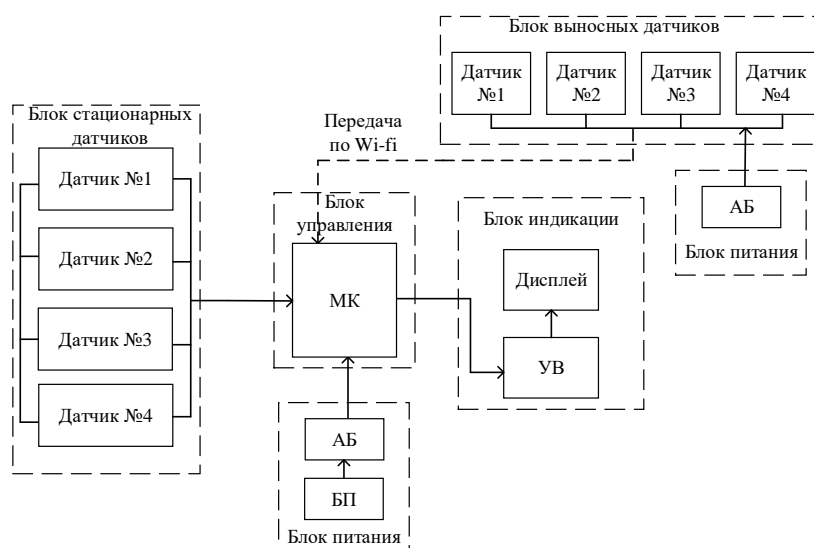 Блок выносных датчиков
Датчик
№1
Датчик
№2
Датчик
№3
Датчик
№4
Блок стационарных
датчиков
Датчик №1
Датчик №2
Датчик №3
Датчик №4
Передача
по Wi-fi
Блок
управления
МК
Блок индикации
Дисплей
УВ
АБ
Блок питания
АБ
БП
Блок питания